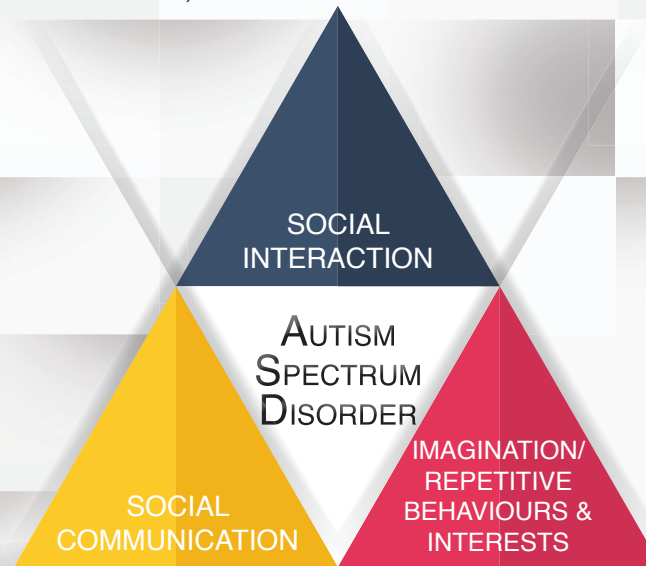 SOCIAL
INTERACTION
AUTISM
SPECTRUM
DISORDER
IMAGINATION/
REPETITIVE
BEHAVIOURS &
INTERESTS
SOCIAL
COMMUNICATION